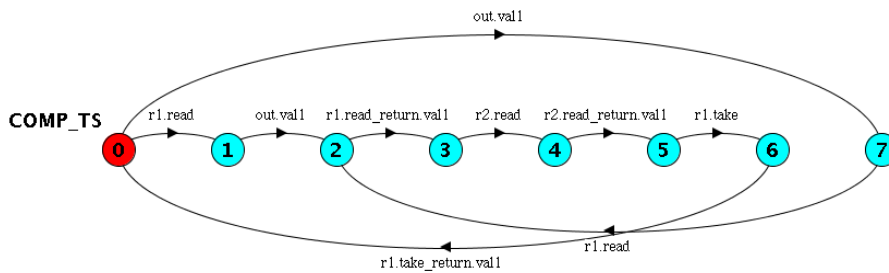 out.val1
r1.read
out.val1
r1.read_return.val1
r2.read
r2.read_return.val1
r1.take
COMP_TS
0
1
2
3
4
5
6
7
r1.read
r1.take_return.val1